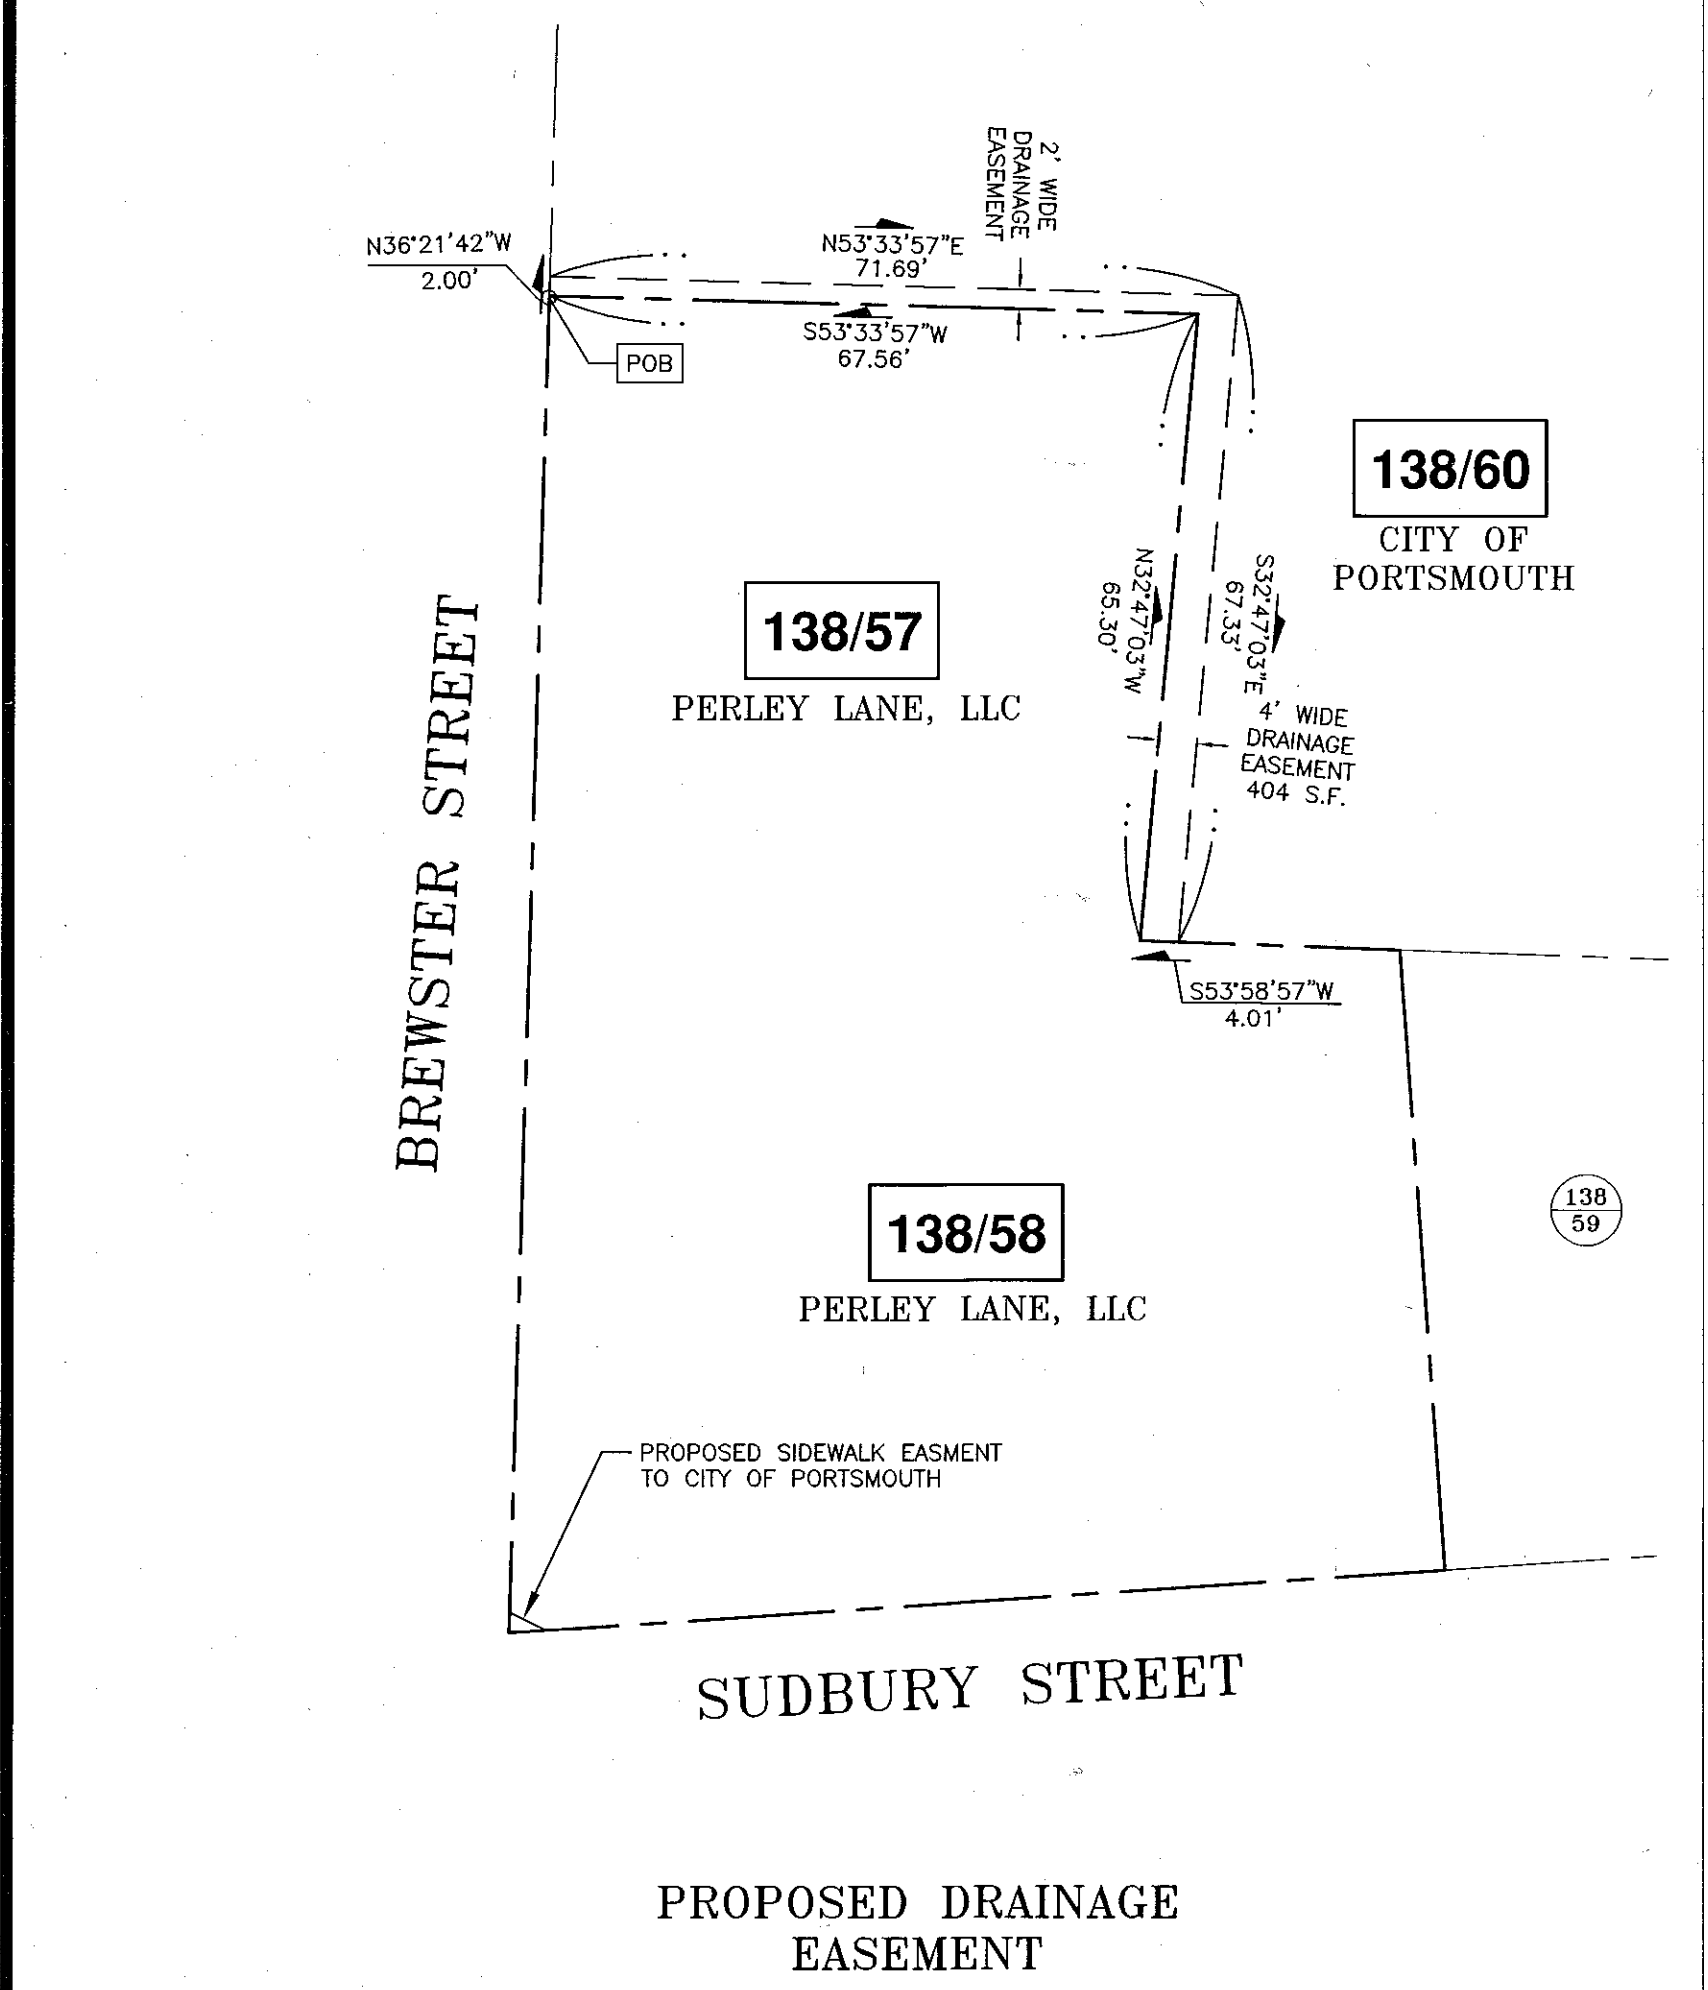 2' WIDE
DRAINAGE
EASEMENT
N36°21'42"W
2.00'
N53°33'57"E
71.69'
S53°33'57"W
67.56'
POB
138/60
CITY OF
PORTSMOUTH
N32°47'03"W
65.30'
S32°47'03"E
67.33'
138/57
PERLEY LANE, LLC
4' WIDE
DRAINAGE
EASEMENT
404 S.F.
BREWSTER STREET
S53°58'57"W
4.01'
138/58
PERLEY LANE, LLC
138
59
PROPOSED SIDEWALK EASMENT
TO CITY OF PORTSMOUTH
SUDBURY STREET
PROPOSED DRAINAGE
EASEMENT